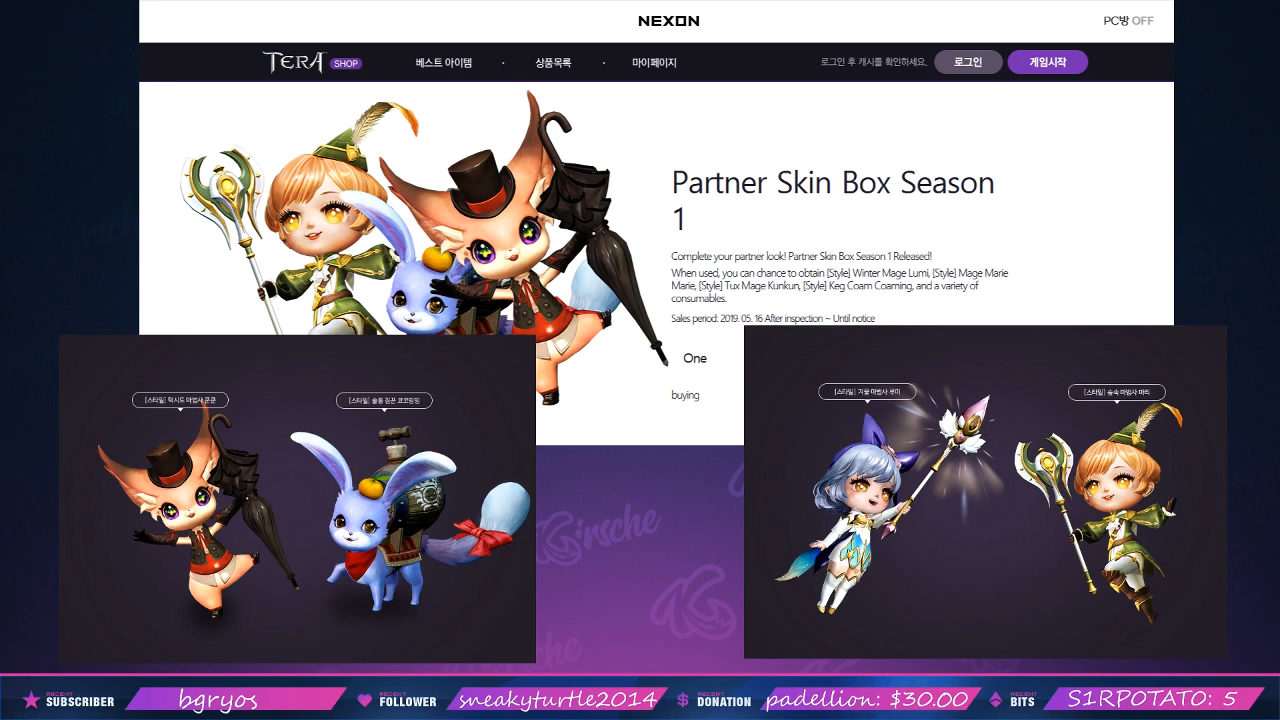 NEXON
PC방 OFF
TERA SHOP
베스트 아이템 · 상품목록 · 마이페이지
로그인 후 캐시를 확인하세요. 로그인 게임시작
Partner Skin Box Season
1
Complete your partner look! Partner Skin Box Season 1 Released!
When used, you can chance to obtain [Style] Winter Mage Lumi, [Style] Mage Marie
Marie, [Style] Tux Mage Kunkun, [Style] Keg Coam Coaming, and a variety of
consumables.
Sales period: 2019. 05. 16 After inspection ~ Until notice
One
buying
[스타일] 턱시도 마법사 쿤쿤
[스타일] 술통 짐꾼 코코밍밍
[스타일] 겨울 마법사 루미
[스타일] 숲속 마법사 마리
Kirsche
RECENT SUBSCRIBER bgryos
RECENT FOLLOWER sneakyturtle2014
RECENT DONATION padellion: $30.00
RECENT BITS S1RPOTATO: 5